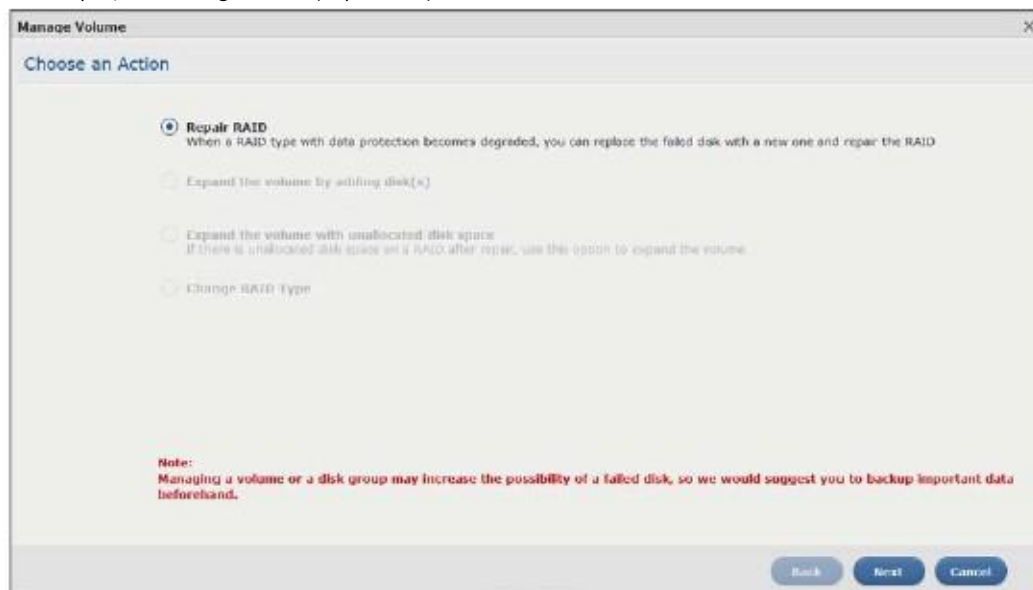 Manage Volume
Choose an Action
Repair RAID
When a RAID type with data protection becomes degraded, you can replace the failed disk with a new one and repair the RAID
Expand the volume by adding disk(s)
Expand the volume with unallocated disk space
If there is unallocated disk space on a RAID after repair, use this option to expand the volume.
Change RAID Type
Note:
Managing a volume or a disk group may increase the possibility of a failed disk, so we would suggest you to backup important data
beforehand.
Back Next Cancel